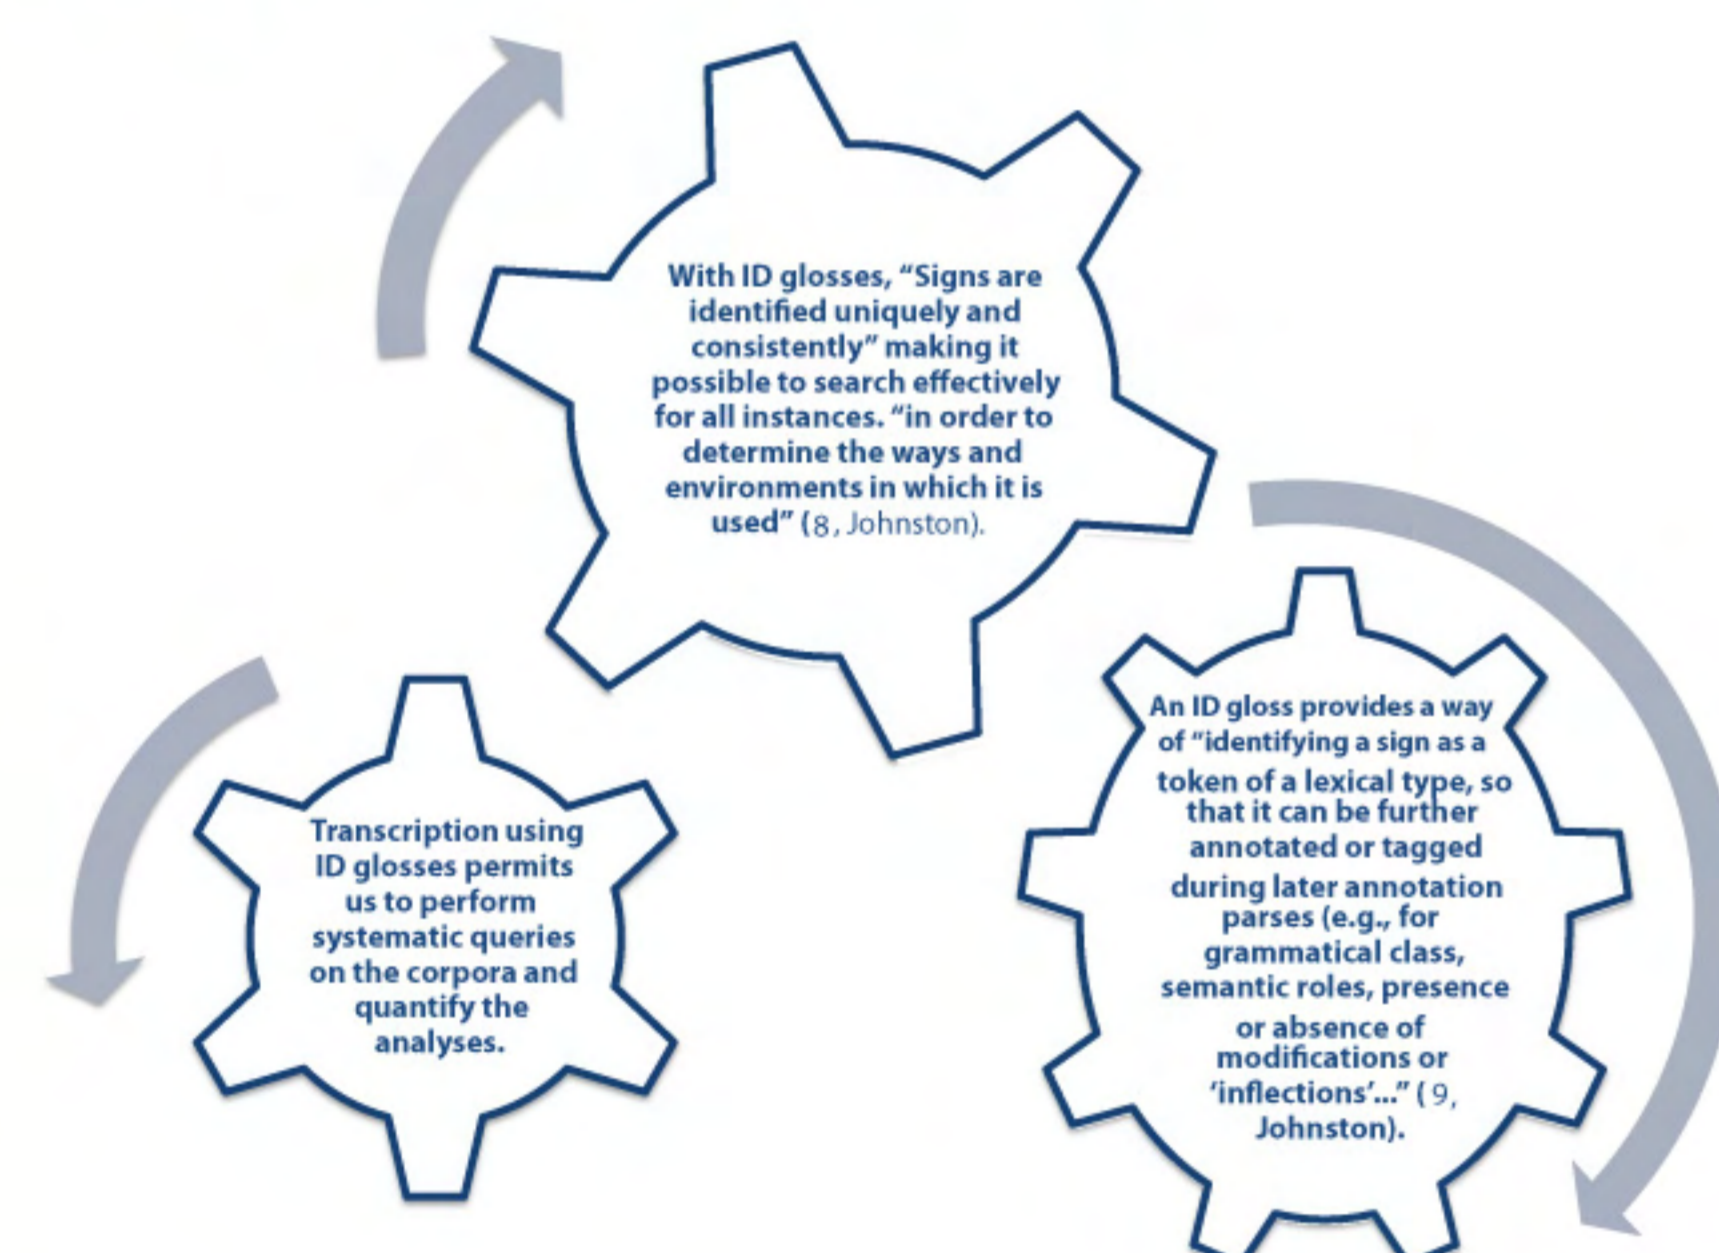 With ID glosses, “Signs are
identified uniquely and
consistently” making it
possible to search effectively
for all instances. “in order to
determine the ways and
environments in which it is
used” (8, Johnston).
Transcription using
ID glosses permits
us to perform
systematic queries
on the corpora and
quantify the
analyses.
An ID gloss provides a way
of “identifying a sign as a
token of a lexical type, so
that it can be further
annotated or tagged
during later annotation
parses (e.g., for
grammatical class,
semantic roles, presence
or absence of
modifications or
‘inflections’...” ( 9,
Johnston).